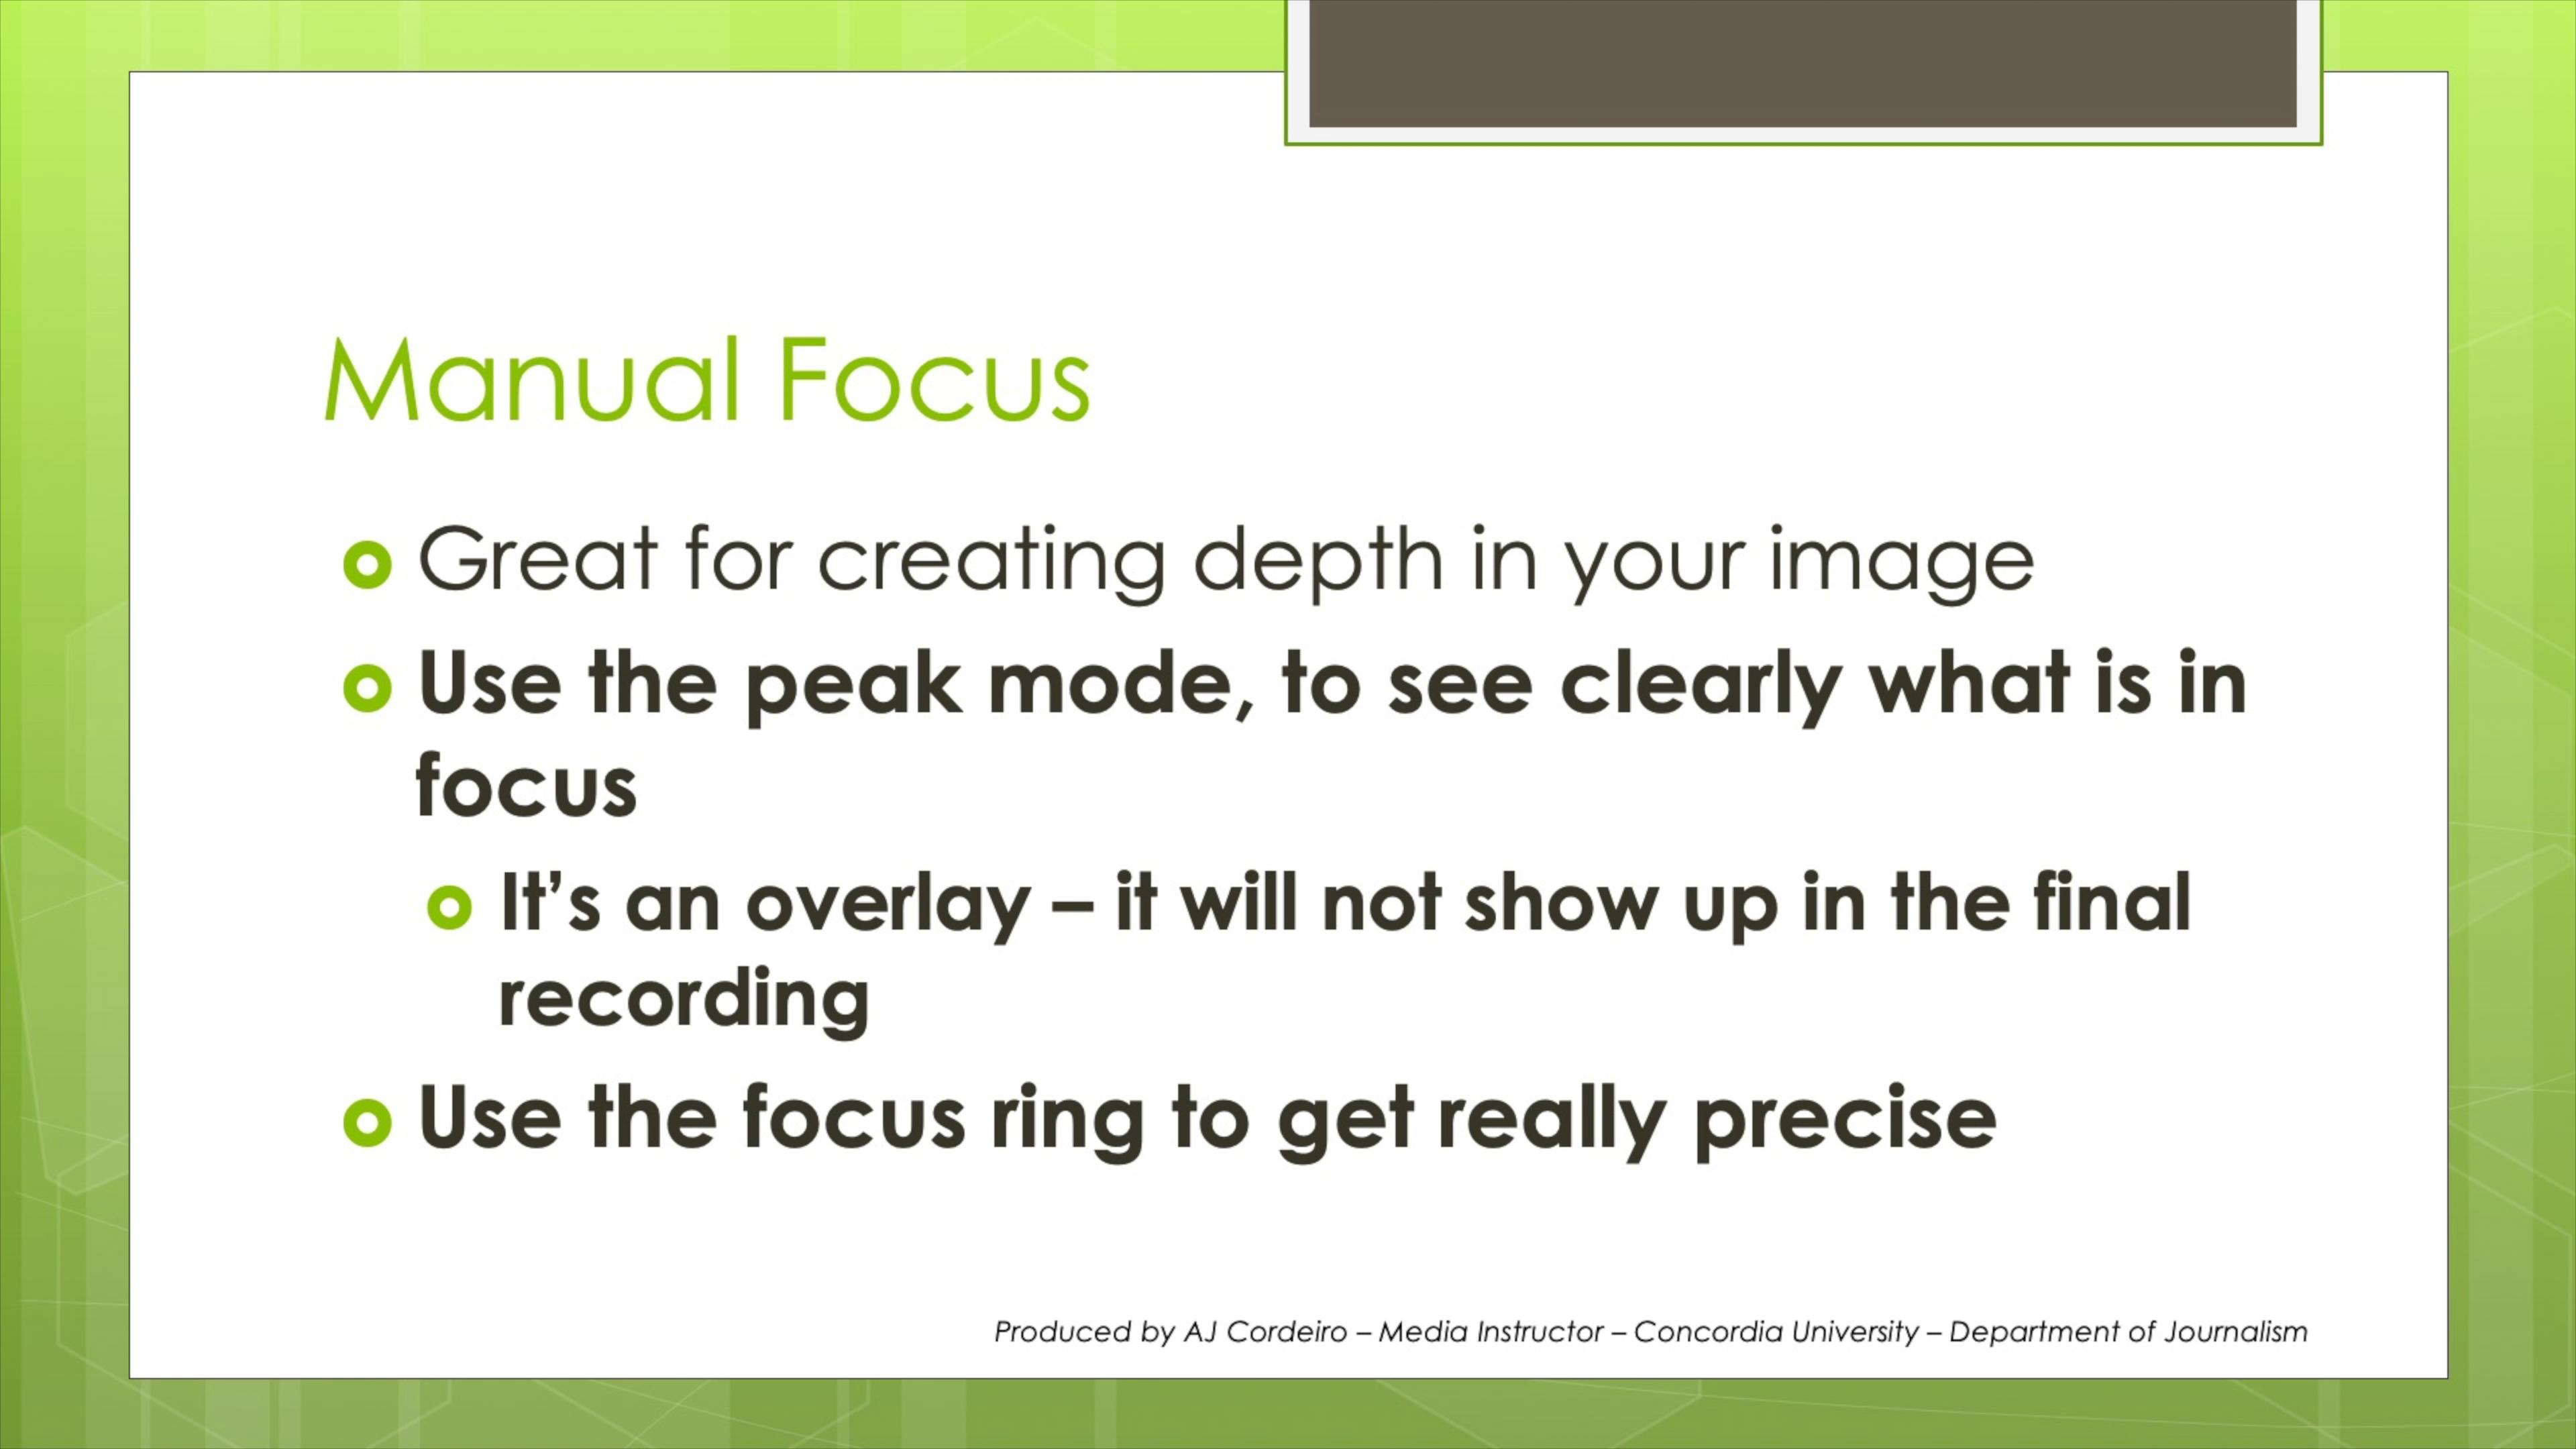 Manual Focus
Great for creating depth in your image
Use the peak mode, to see clearly what is in
focus
It’s an overlay – it will not show up in the final
recording
Use the focus ring to get really precise
Produced by AJ Cordeiro – Media Instructor – Concordia University – Department of Journalism